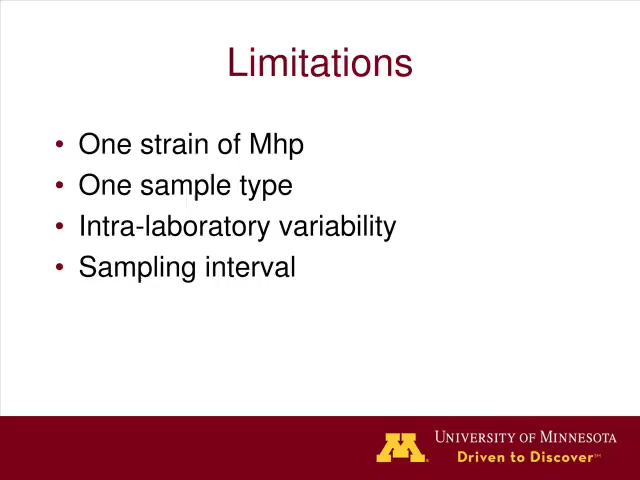 Limitations
• One strain of Mhp
• One sample type
• Intra-laboratory variability
• Sampling interval
M
UNIVERSITY OF MINNESOTA
Driven to Discover℠